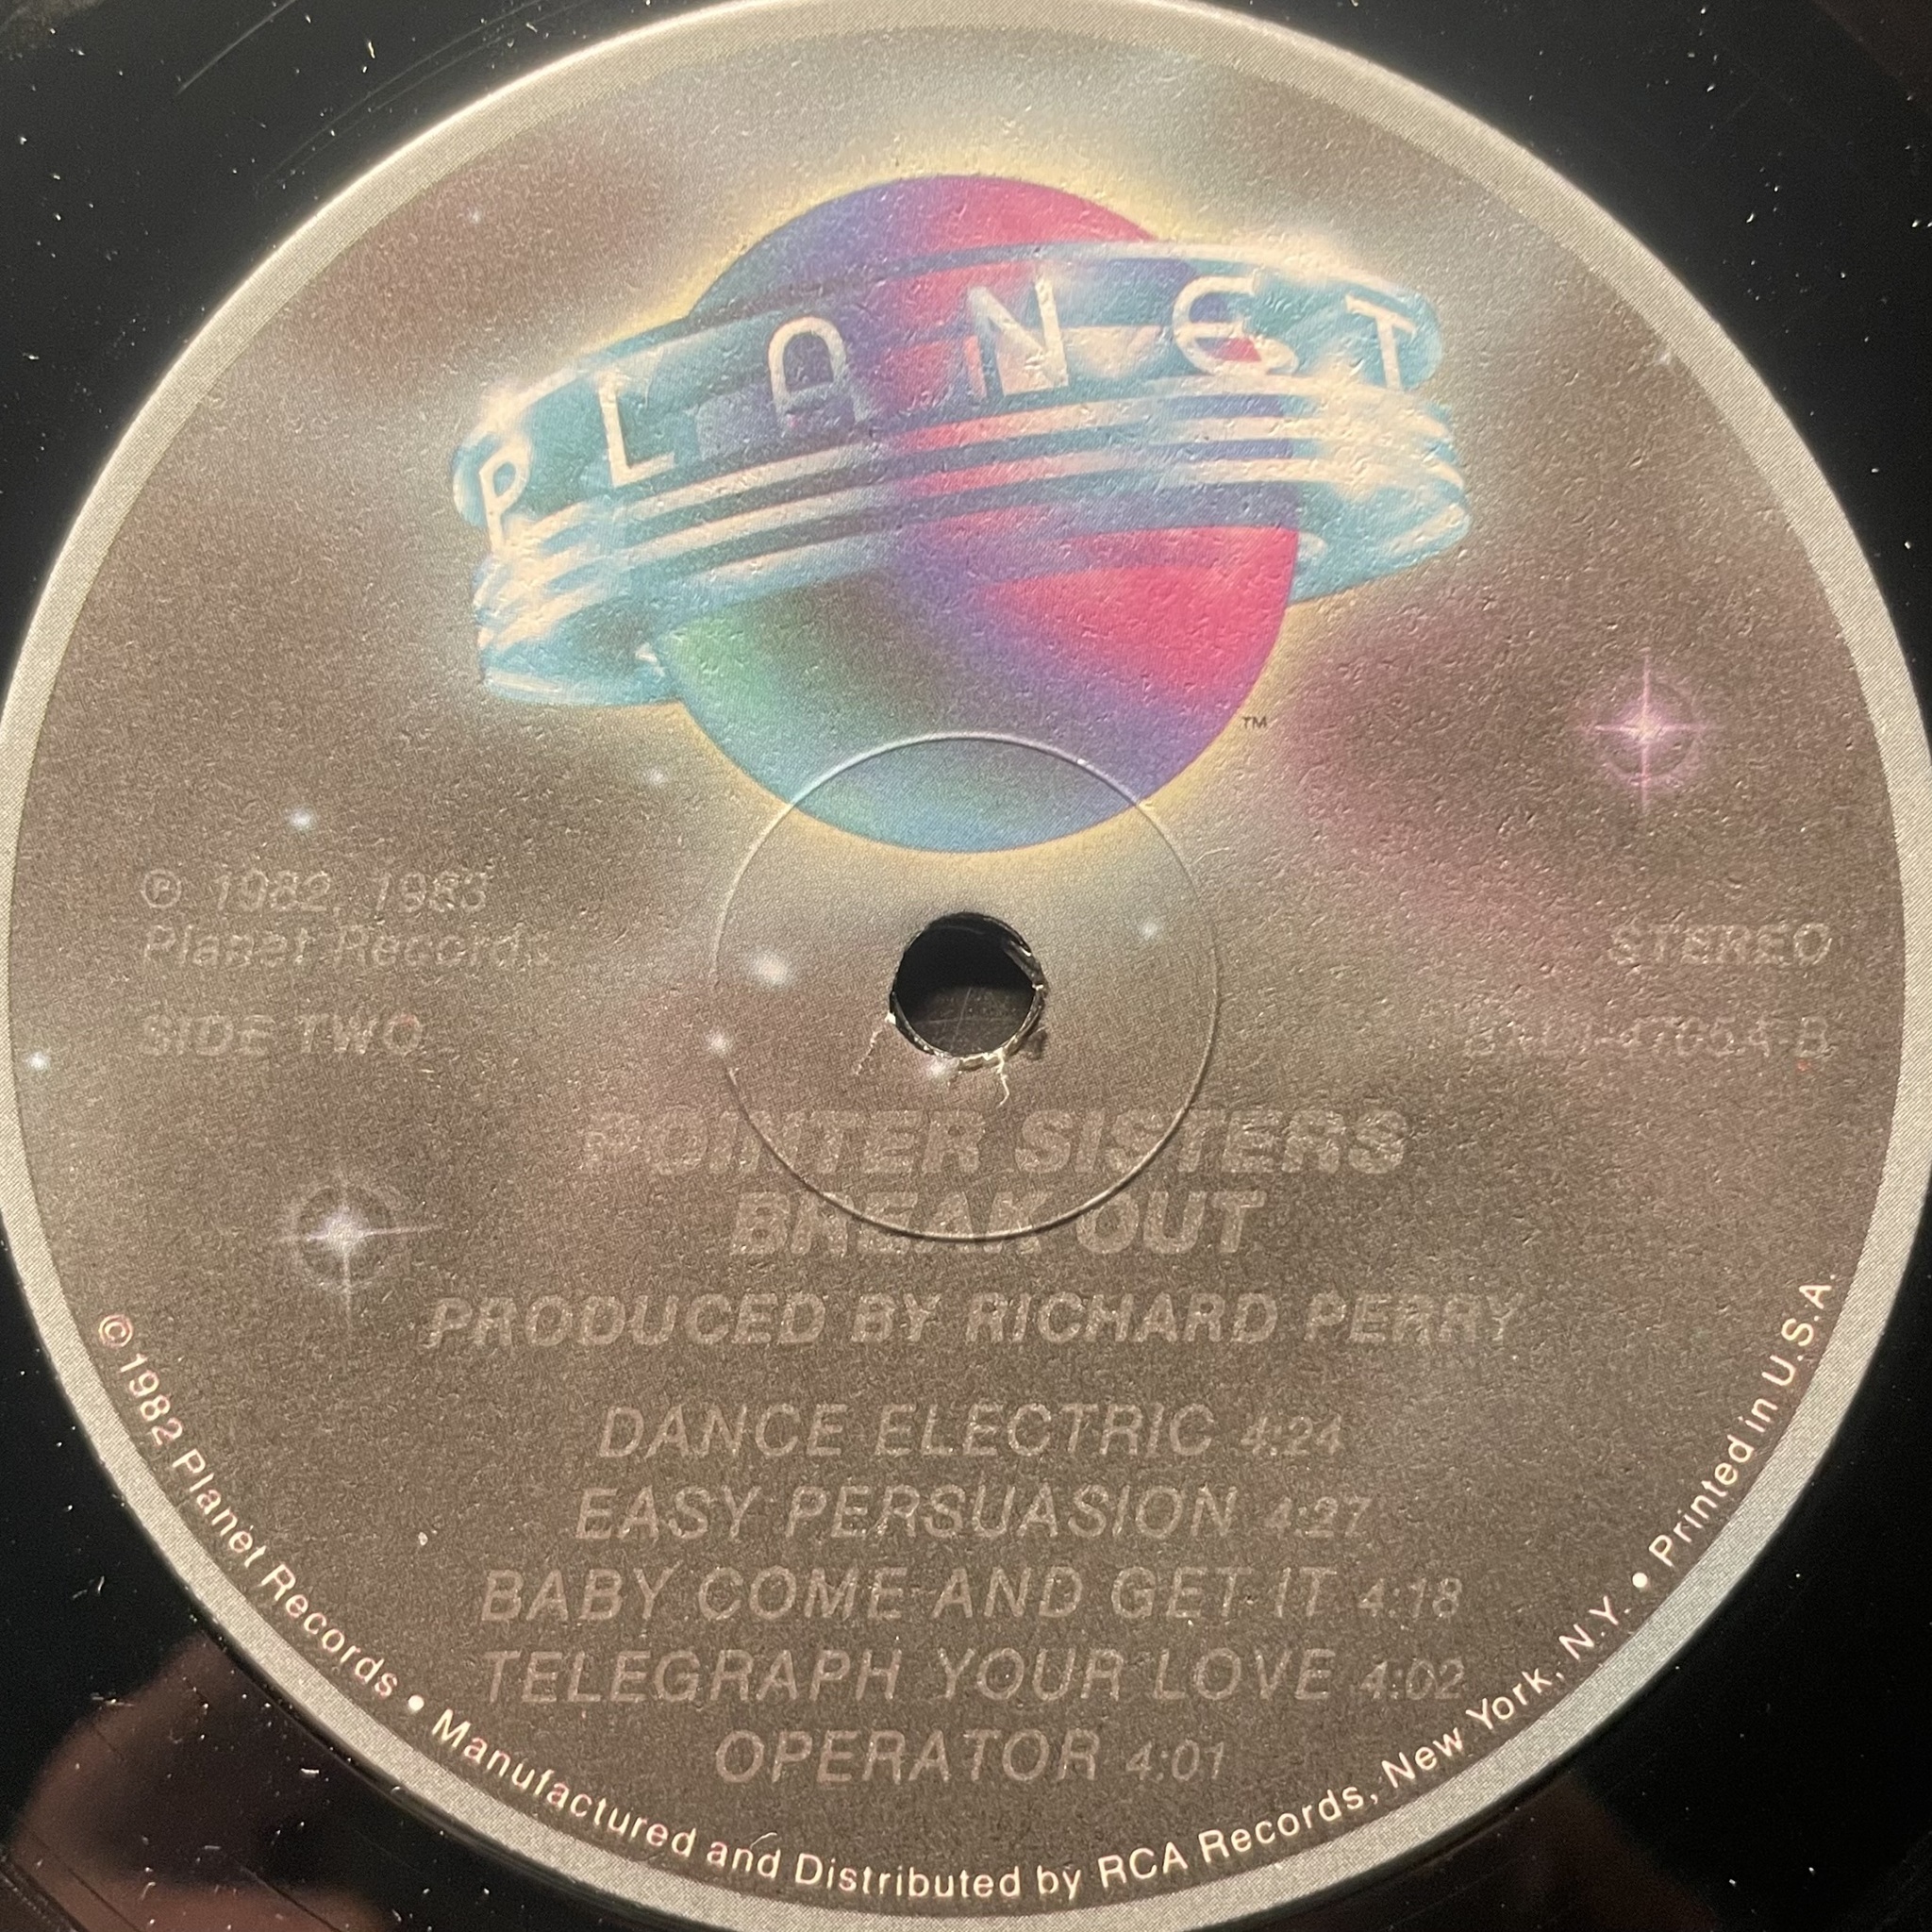 PLANET
TM
℗ 1982, 1983
Planet Records
SIDE TWO
STEREO
POINTER SISTERS
BREAK OUT
PRODUCED BY RICHARD PERRY
DANCE ELECTRIC 4:24
EASY PERSUASION 4:27
BABY COME AND GET IT 4:18
TELEGRAPH YOUR LOVE 4:02
OPERATOR 4:01
©1982 Planet Records • Manufactured and Distributed by RCA Records, New York, N.Y. • Printed in U.S.A.